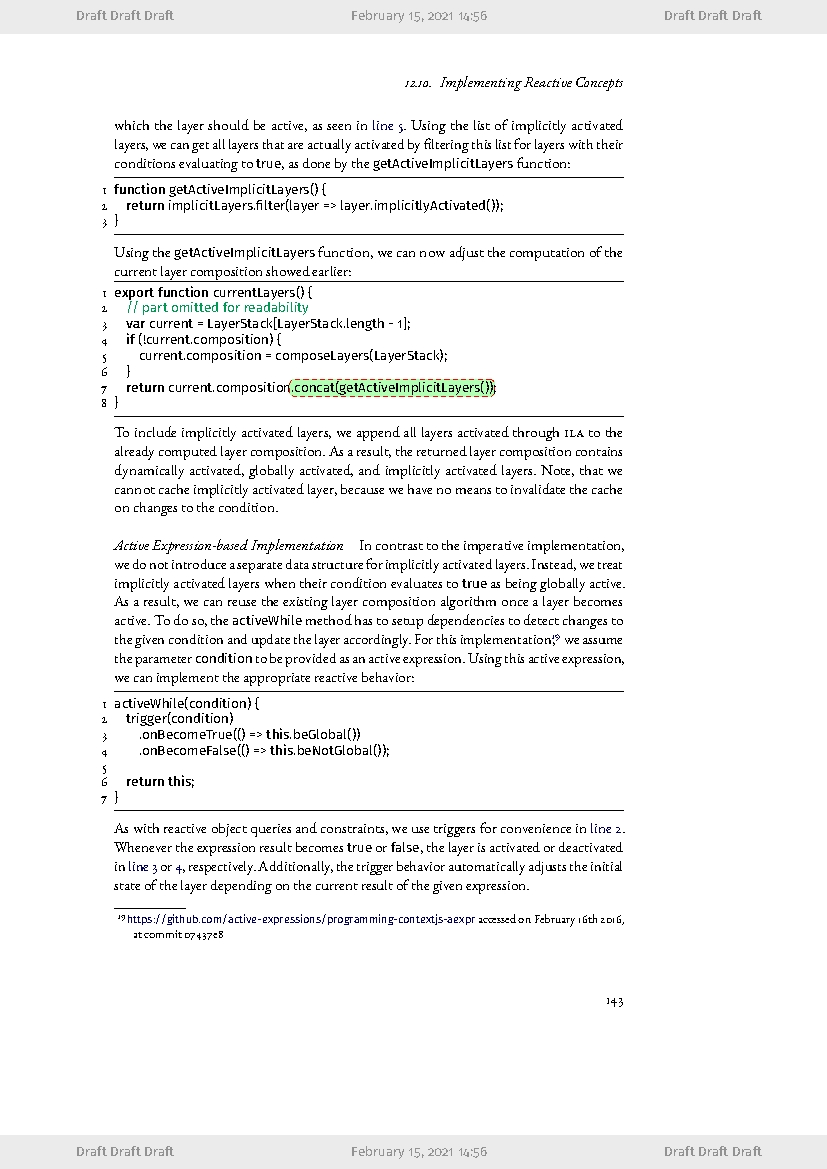 Draft Draft Draft February 15, 2021 14:56 Draft Draft Draft
12.10. Implementing Reactive Concepts
which the layer should be active, as seen in line 5. Using the list of implicitly activated
layers, we can get all layers that are actually activated by filtering this list for layers with their
conditions evaluating to true, as done by the getActiveImplicitLayers function:
1 function getActiveImplicitLayers() {
2 return implicitLayers.filter(layer => layer.implicitlyActivated());
3 }
Using the getActiveImplicitLayers function, we can now adjust the computation of the
current layer composition showed earlier:
1 export function currentLayers() {
2 // part omitted for readability
3 var current = LayerStack[LayerStack.length - 1];
4 if (!current.composition) {
5 current.composition = composeLayers(LayerStack);
6 }
7 return current.composition.concat(getActiveImplicitLayers());
8 }
To include implicitly activated layers, we append all layers activated through ILA to the
already computed layer composition. As a result, the returned layer composition contains
dynamically activated, globally activated, and implicitly activated layers. Note, that we
cannot cache implicitly activated layer, because we have no means to invalidate the cache
on changes to the condition.
Active Expression-based Implementation In contrast to the imperative implementation,
we do not introduce a separate data structure for implicitly activated layers. Instead, we treat
implicitly activated layers when their condition evaluates to true as being globally active.
As a result, we can reuse the existing layer composition algorithm once a layer becomes
active. To do so, the activeWhile method has to setup dependencies to detect changes to
the given condition and update the layer accordingly. For this implementation,19 we assume
the parameter condition to be provided as an active expression. Using this active expression,
we can implement the appropriate reactive behavior:
1 activeWhile(condition) {
2 trigger(condition)
3 .onBecomeTrue(() => this.beGlobal())
4 .onBecomeFalse(() => this.beNotGlobal());
5
6 return this;
7 }
As with reactive object queries and constraints, we use triggers for convenience in line 2.
Whenever the expression result becomes true or false, the layer is activated or deactivated
in line 3 or 4, respectively. Additionally, the trigger behavior automatically adjusts the initial
state of the layer depending on the current result of the given expression.
19 https://github.com/active-expressions/programming-contextjs-aexpr accessed on February 16th 2016,
at commit 07437e8
143
Draft Draft Draft February 15, 2021 14:56 Draft Draft Draft